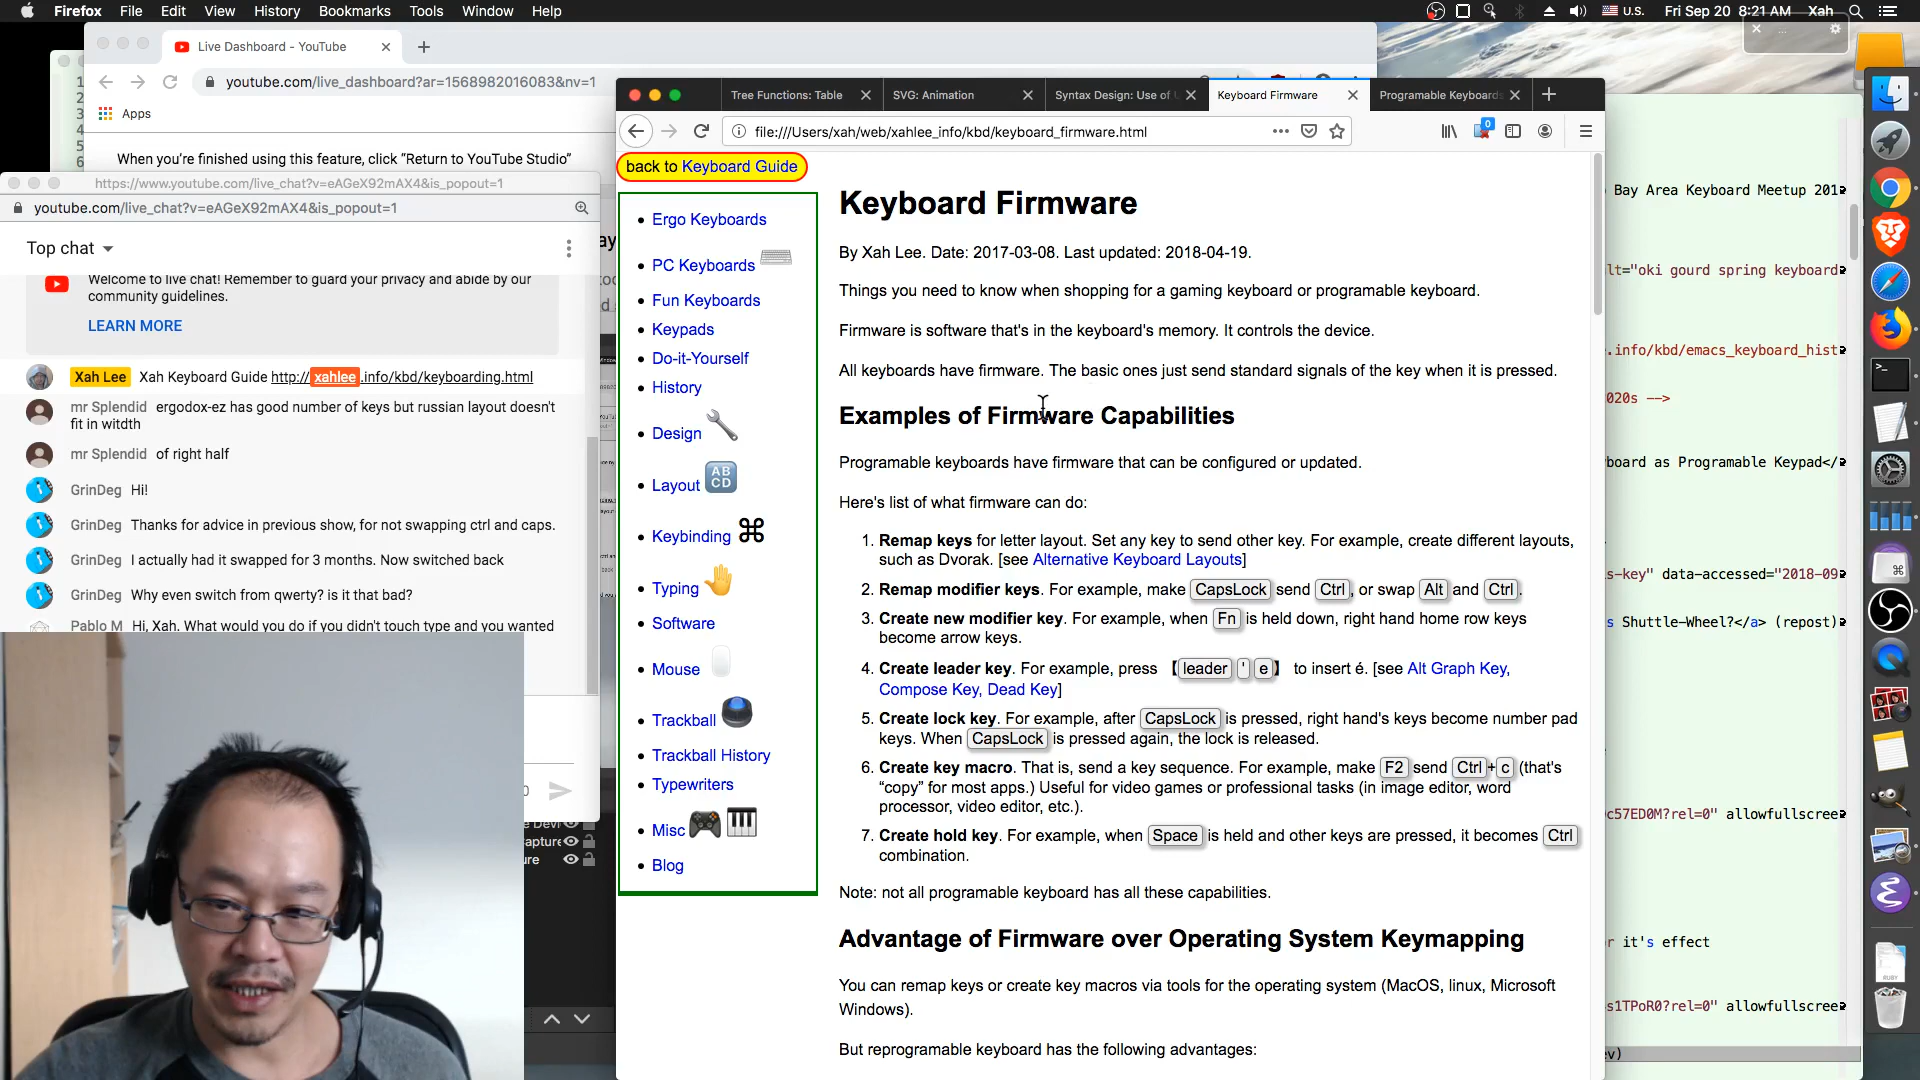 Firefox File Edit View History Bookmarks Tools Window Help
U.S. Fri Sep 20 8:21 AM Xah
Live Dashboard - YouTube
youtube.com/live_dashboard?ar=1568982016083&nv=1
Apps
When you're finished using this feature, click “Return to YouTube Studio”
https://www.youtube.com/live_chat?v=eAGeX92mAX4&is_popout=1
youtube.com/live_chat?v=eAGeX92mAX4&is_popout=1
Top chat
Welcome to live chat! Remember to guard your privacy and abide by our
community guidelines.
LEARN MORE
Xah Lee Xah Keyboard Guide http://xahlee.info/kbd/keyboarding.html
mr Splendid ergodox-ez has good number of keys but russian layout doesn't
fit in witdth
mr Splendid of right half
GrinDeg Hi!
GrinDeg Thanks for advice in previous show, for not swapping ctrl and caps.
GrinDeg I actually had it swapped for 3 months. Now switched back
GrinDeg Why even switch from qwerty? is it that bad?
Pablo M Hi, Xah. What would you do if you didn't touch type and you wanted
Tree Functions: Table
SVG: Animation
Syntax Design: Use of
Keyboard Firmware
Programable Keyboards
file:///Users/xah/web/xahlee_info/kbd/keyboard_firmware.html
0
back to Keyboard Guide
Ergo Keyboards
PC Keyboards
Fun Keyboards
Keypads
Do-it-Yourself
History
Design
Layout
AB
CD
Keybinding ⌘
Typing
Software
Mouse
Trackball
Trackball History
Typewriters
Misc
Blog
Keyboard Firmware
By Xah Lee. Date: 2017-03-08. Last updated: 2018-04-19.
Things you need to know when shopping for a gaming keyboard or programable keyboard.
Firmware is software that's in the keyboard's memory. It controls the device.
All keyboards have firmware. The basic ones just send standard signals of the key when it is pressed.
Examples of Firmware Capabilities
Programable keyboards have firmware that can be configured or updated.
Here's list of what firmware can do:
1. Remap keys for letter layout. Set any key to send other key. For example, create different layouts,
such as Dvorak. [see Alternative Keyboard Layouts]
2. Remap modifier keys. For example, make CapsLock send Ctrl, or swap Alt and Ctrl.
3. Create new modifier key. For example, when Fn is held down, right hand home row keys
become arrow keys.
4. Create leader key. For example, press 【leader ' e】 to insert é. [see Alt Graph Key,
Compose Key, Dead Key]
5. Create lock key. For example, after CapsLock is pressed, right hand's keys become number pad
keys. When CapsLock is pressed again, the lock is released.
6. Create key macro. That is, send a key sequence. For example, make F2 send Ctrl+c (that's
“copy” for most apps.) Useful for video games or professional tasks (in image editor, word
processor, video editor, etc.).
7. Create hold key. For example, when Space is held and other keys are pressed, it becomes Ctrl
combination.
Note: not all programable keyboard has all these capabilities.
Advantage of Firmware over Operating System Keymapping
You can remap keys or create key macros via tools for the operating system (MacOS, linux, Microsoft
Windows).
But reprogramable keyboard has the following advantages:
Bay Area Keyboard Meetup 201
lt="oki gourd spring keyboard
.info/kbd/emacs_keyboard_hist
020s -->
board as Programable Keypad</
s-key" data-accessed="2018-09
s Shuttle-Wheel?</a> (repost)
c57ED0M?rel=0" allowfullscree
r it's effect
s1TPoR0?rel=0" allowfullscree